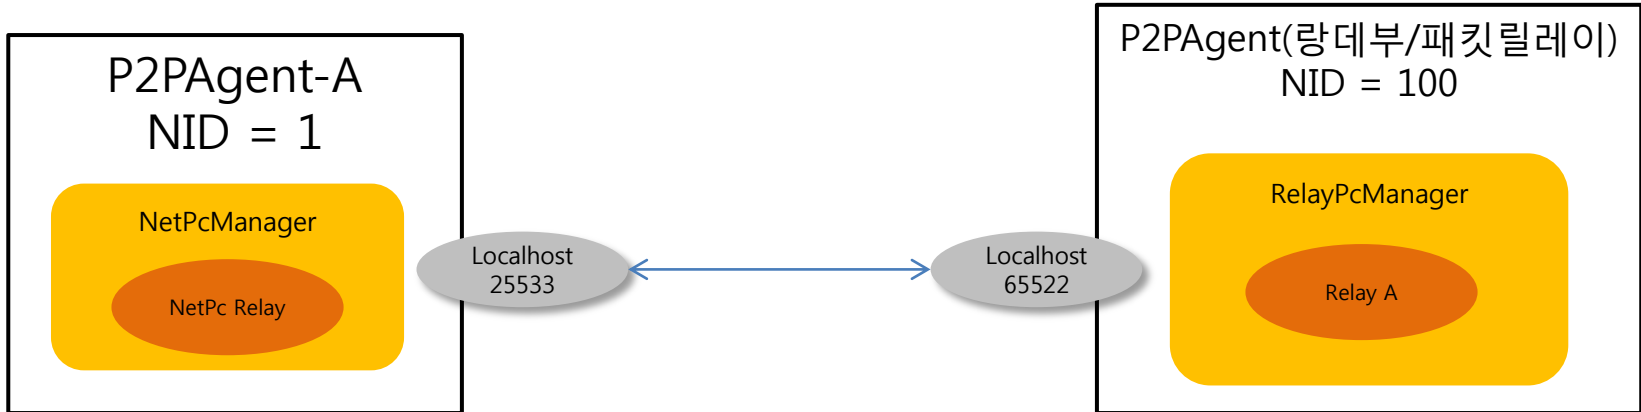 P2PAgent-A
NID = 1
NetPcManager
NetPc Relay
Localhost
25533
Localhost
65522
P2PAgent(랑데부/패킷릴레이)
NID = 100
RelayPcManager
Relay A